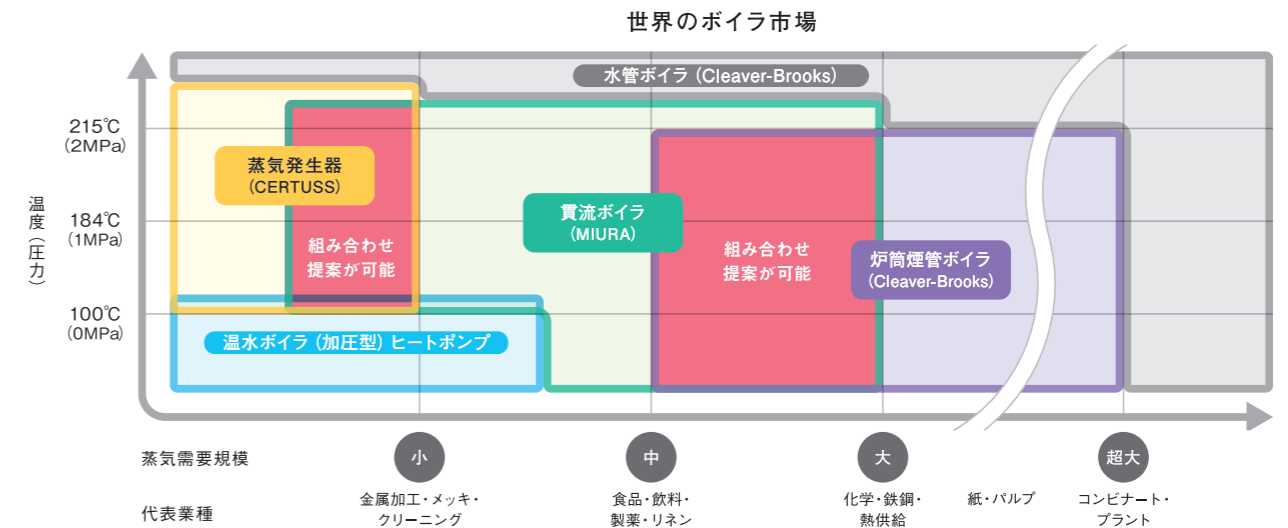 世界のボイラ市場
水管ボイラ（Cleaver-Brooks）
215℃
（2MPa）
蒸気発生器
（CERTUSS）
温度（圧力）
184℃
（1MPa）
貫流ボイラ
（MIURA）
組み合わせ
提案が可能
組み合わせ
提案が可能
炉筒煙管ボイラ
（Cleaver-Brooks）
100℃
（0MPa）
温水ボイラ（加圧型）ヒートポンプ
蒸気需要規模
小
中
大
超大
代表業種
金属加工・メッキ・
クリーニング
食品・飲料・
製薬・リネン
化学・鉄鋼・
熱供給
紙・パルプ
コンビナート・
プラント